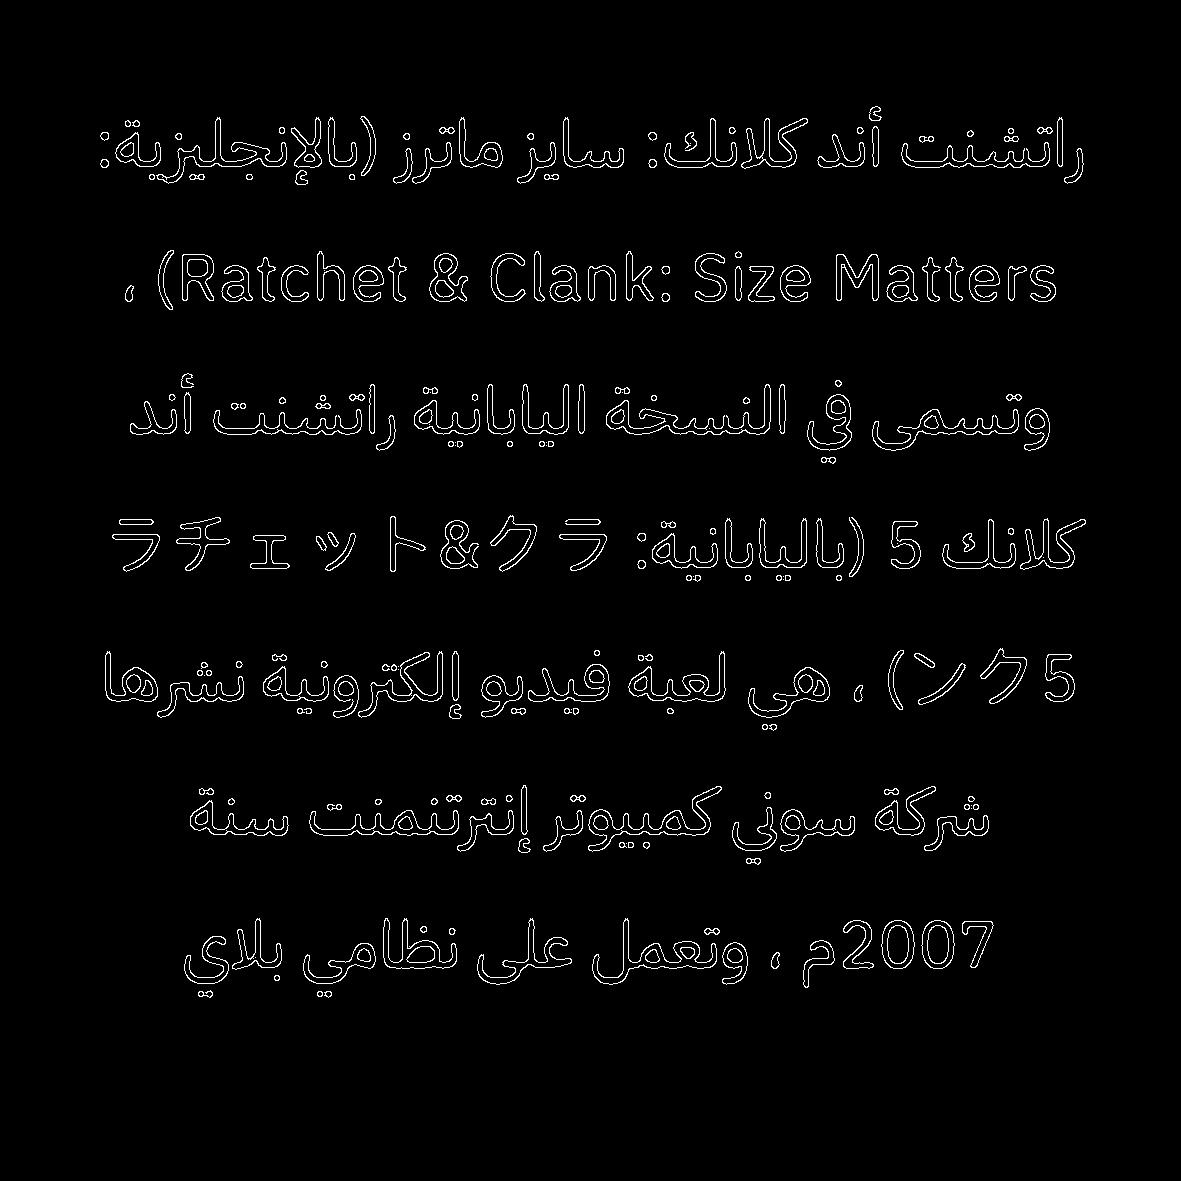 راتشنت أند كلانك: سايز ماترز (بالإنجليزية:
Ratchet & Clank: Size Matters) ،
وتسمى في النسخة اليابانية راتشنت أند
كلانك 5 (باليابانية: ラチェット&クラ
ンク5) ، هي لعبة فيديو إلكترونية نشرها
شركة سوني كمبيوتر إنترتنمنت سنة
2007م ، وتعمل على نظامي بلاي